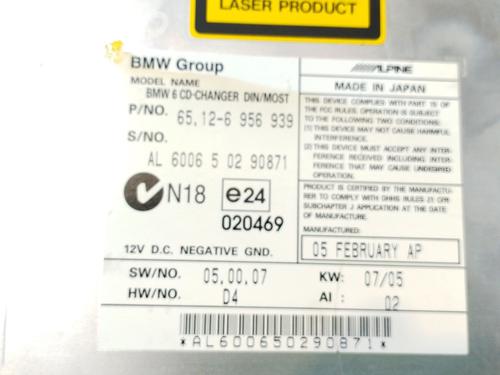 LASER PRODUCT
BMW Group
ALPINE
MODEL NAME
BMW 6 CD-CHANGER DIN/MOST
MADE IN JAPAN
P/NO. 65.12-6 956 939
S/NO.
AL 6006 5 02 90871
THIS DEVICE COMPLIES WITH PART 15 OF
THE FCC RULES. OPERATION IS SUBJECT
TO THE FOLLOWING TWO CONDITIONS:
(1) THIS DEVICE MAY NOT CAUSE HARMFUL
INTERFERENCE.
(2) THIS DEVICE MUST ACCEPT ANY INTER-
FERENCE RECEIVED INCLUDING INTERFER-
ENCE THAT MAY CAUSE UNDESIRED
OPERATION.
N18 e24
020469
PRODUCT IS CERTIFIED BY THE MANUFACTU-
RER TO COMPLY WITH DHHS RULES 21 CFR
SUBCHAPTER J APPLICABLE AT THE DATE
OF MANUFACTURE.
MANUFACTURED:
05 FEBRUARY AP
12V D.C. NEGATIVE GND.
SW/NO. 05.00.07 KW: 07/05
HW/NO. D4 AI: 02
*AL600650290871*